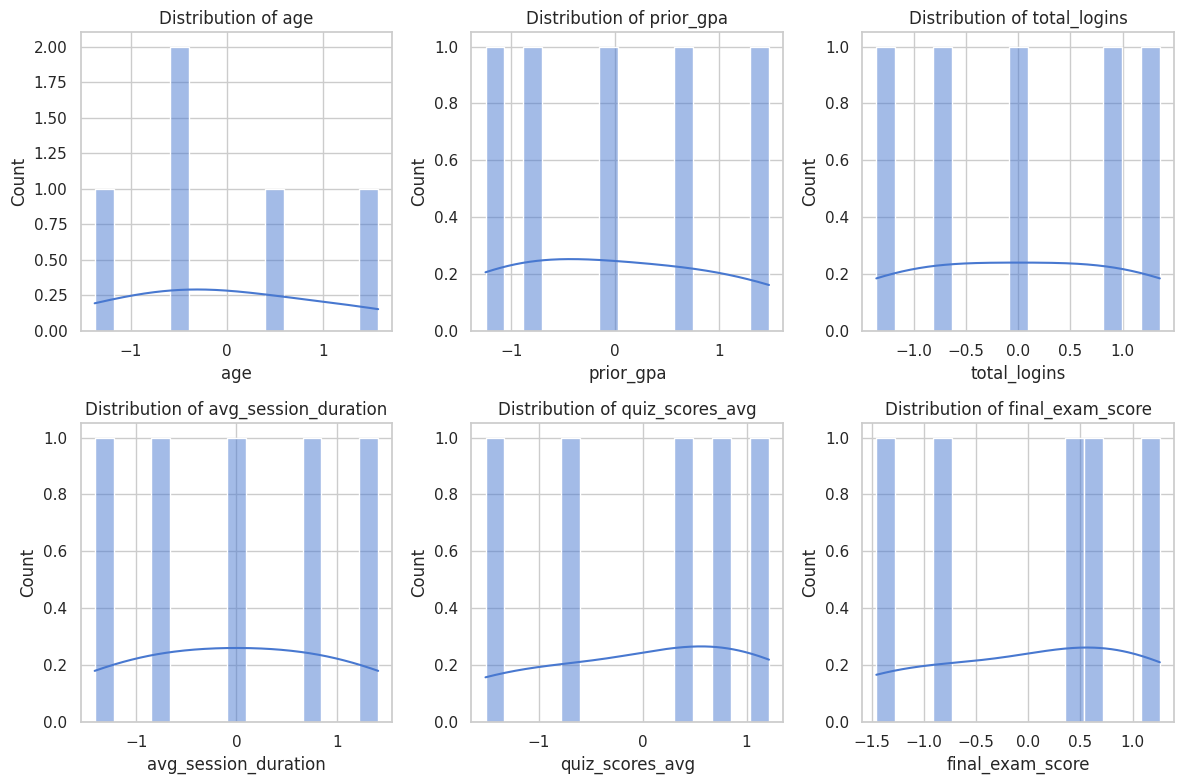 Distribution of age
2.00
1.75
1.50
1.25
1.00
0.75
0.50
0.25
0.00
Count
−1 0 1
age
Distribution of prior_gpa
1.0
0.8
0.6
0.4
0.2
0.0
Count
−1 0 1
prior_gpa
Distribution of total_logins
1.0
0.8
0.6
0.4
0.2
0.0
Count
−1.0 −0.5 0.0 0.5 1.0
total_logins
Distribution of avg_session_duration
1.0
0.8
0.6
0.4
0.2
0.0
Count
−1 0 1
avg_session_duration
Distribution of quiz_scores_avg
1.0
0.8
0.6
0.4
0.2
0.0
Count
−1 0 1
quiz_scores_avg
Distribution of final_exam_score
1.0
0.8
0.6
0.4
0.2
0.0
Count
−1.5 −1.0 −0.5 0.0 0.5 1.0
final_exam_score